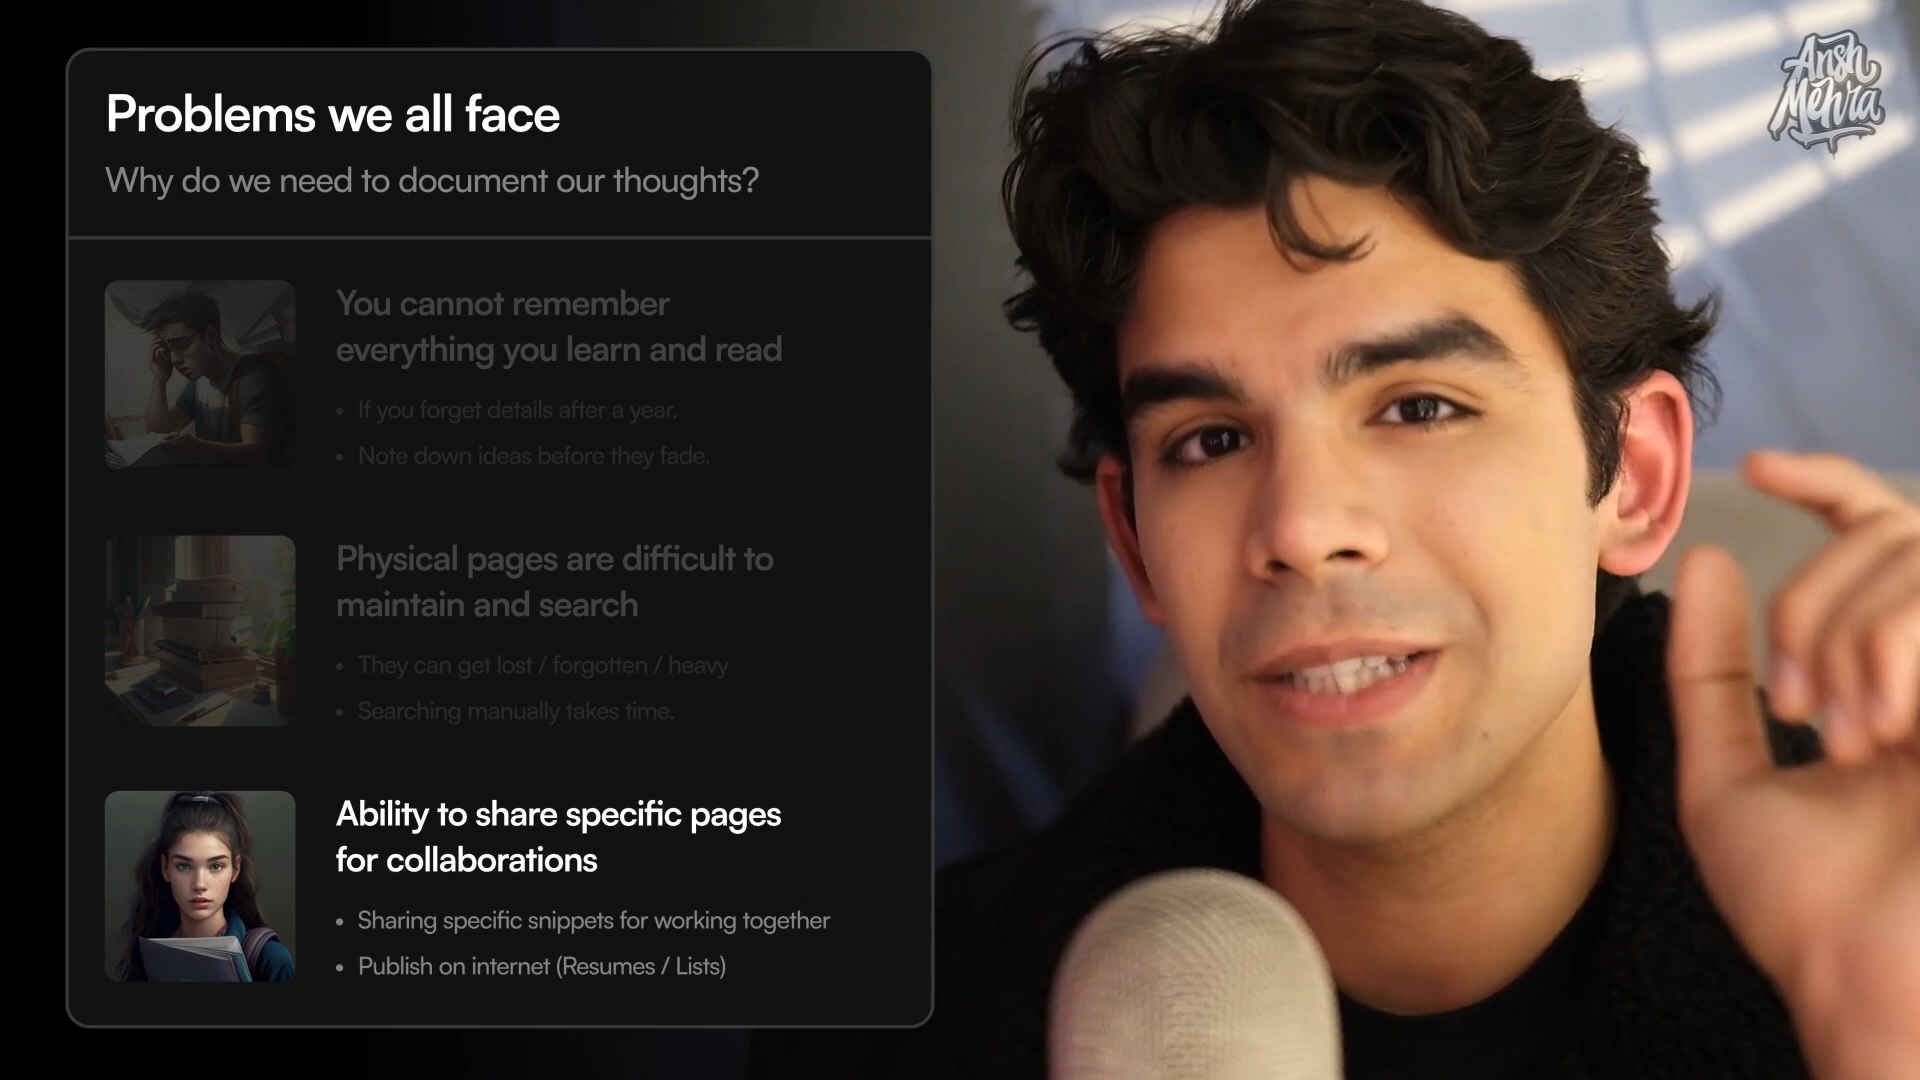 Problems we all face
Why do we need to document our thoughts?
You cannot remember
everything you learn and read
• If you forget details after a year.
• Note down ideas before they fade.
Physical pages are difficult to
maintain and search
• They can get lost / forgotten / heavy
• Searching manually takes time.
Ability to share specific pages
for collaborations
• Sharing specific snippets for working together
• Publish on internet (Resumes / Lists)
Ansh
Mehra